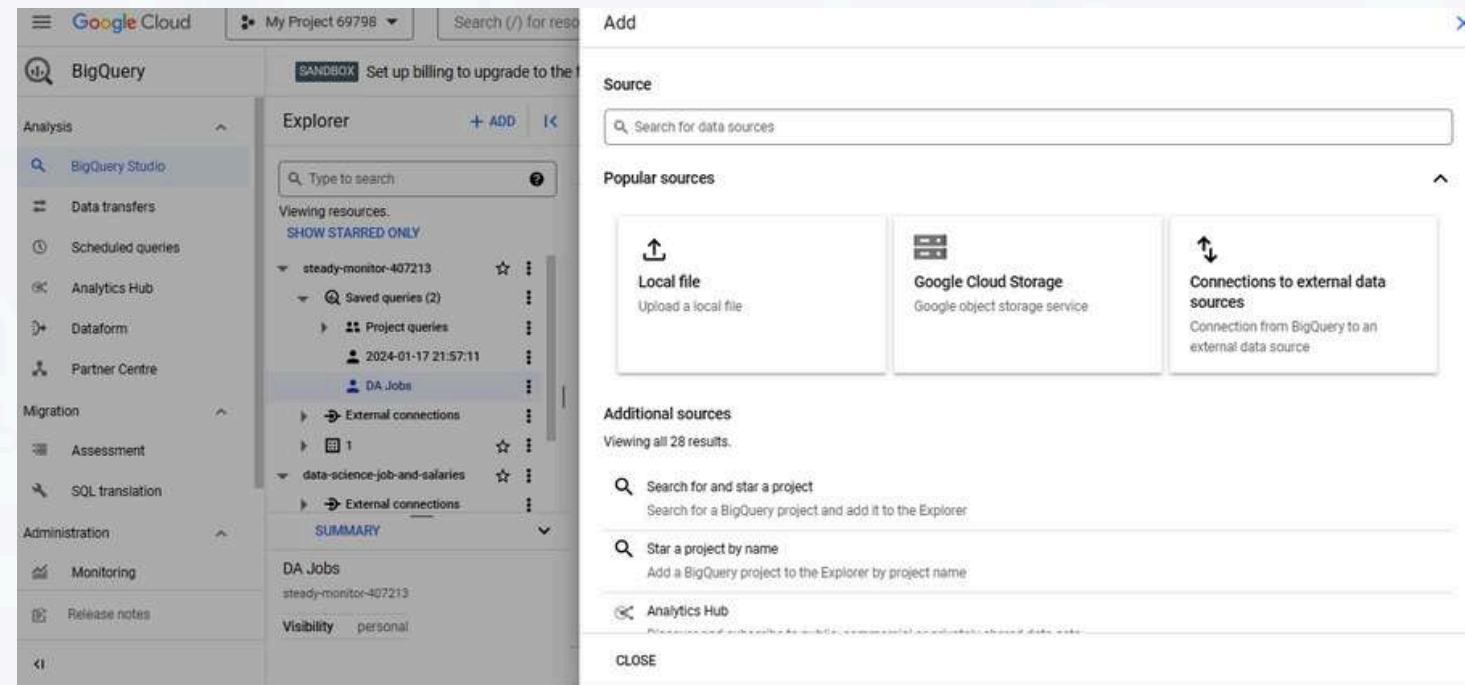 Google Cloud
My Project 69798
Search (/) for reso
BigQuery
SANDBOX Set up billing to upgrade to the f
Analysis
BigQuery Studio
Data transfers
Scheduled queries
Analytics Hub
Dataform
Partner Centre
Migration
Assessment
SQL translation
Administration
Monitoring
Release notes
Explorer
+ ADD
Type to search
Viewing resources.
SHOW STARRED ONLY
steady-monitor-407213
Saved queries (2)
Project queries
2024-01-17 21:57:11
DA Jobs
External connections
1
data-science-job-and-salaries
External connections
SUMMARY
DA Jobs
steady-monitor-407213
Visibility personal
Add
Source
Search for data sources
Popular sources
Local file
Upload a local file
Google Cloud Storage
Google object storage service
Connections to external data
sources
Connection from BigQuery to an
external data source
Additional sources
Viewing all 28 results.
Search for and star a project
Search for a BigQuery project and add it to the Explorer
Star a project by name
Add a BigQuery project to the Explorer by project name
Analytics Hub
CLOSE